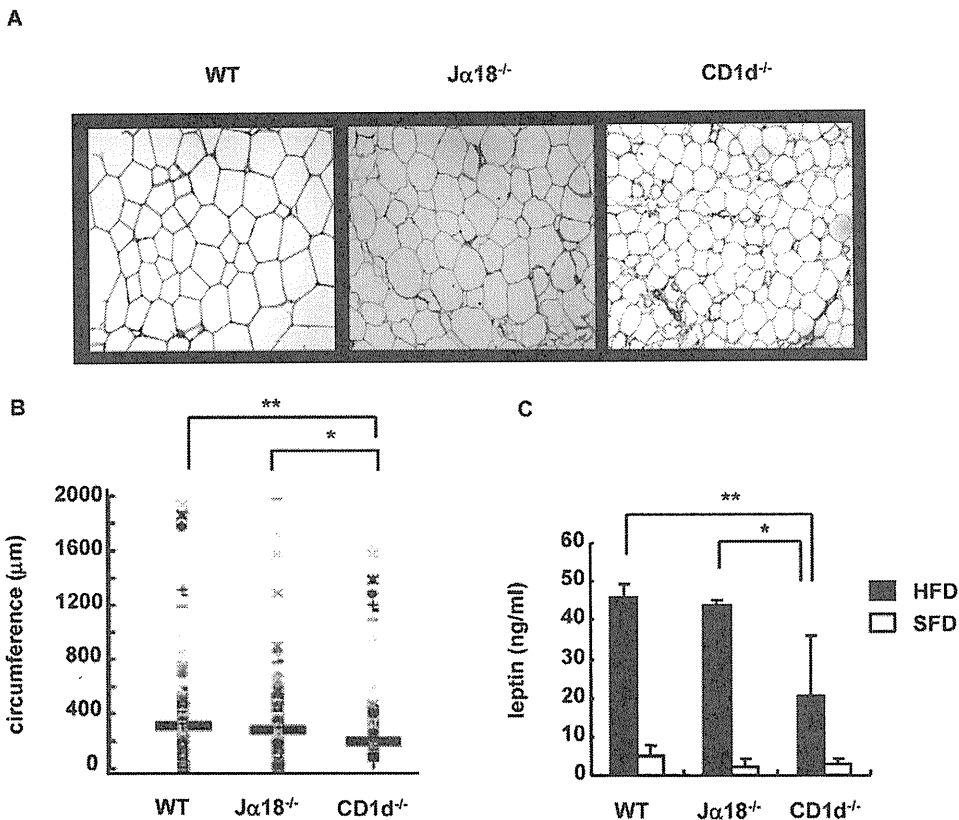 A
WT
Jα18-/-
CD1d-/-
B
**
*
2000
1600
1200
800
400
0
circumference (μm)
WT
Jα18-/-
CD1d-/-
C
**
*
60
50
40
30
20
10
0
leptin (ng/ml)
HFD
SFD
WT
Jα18-/-
CD1d-/-